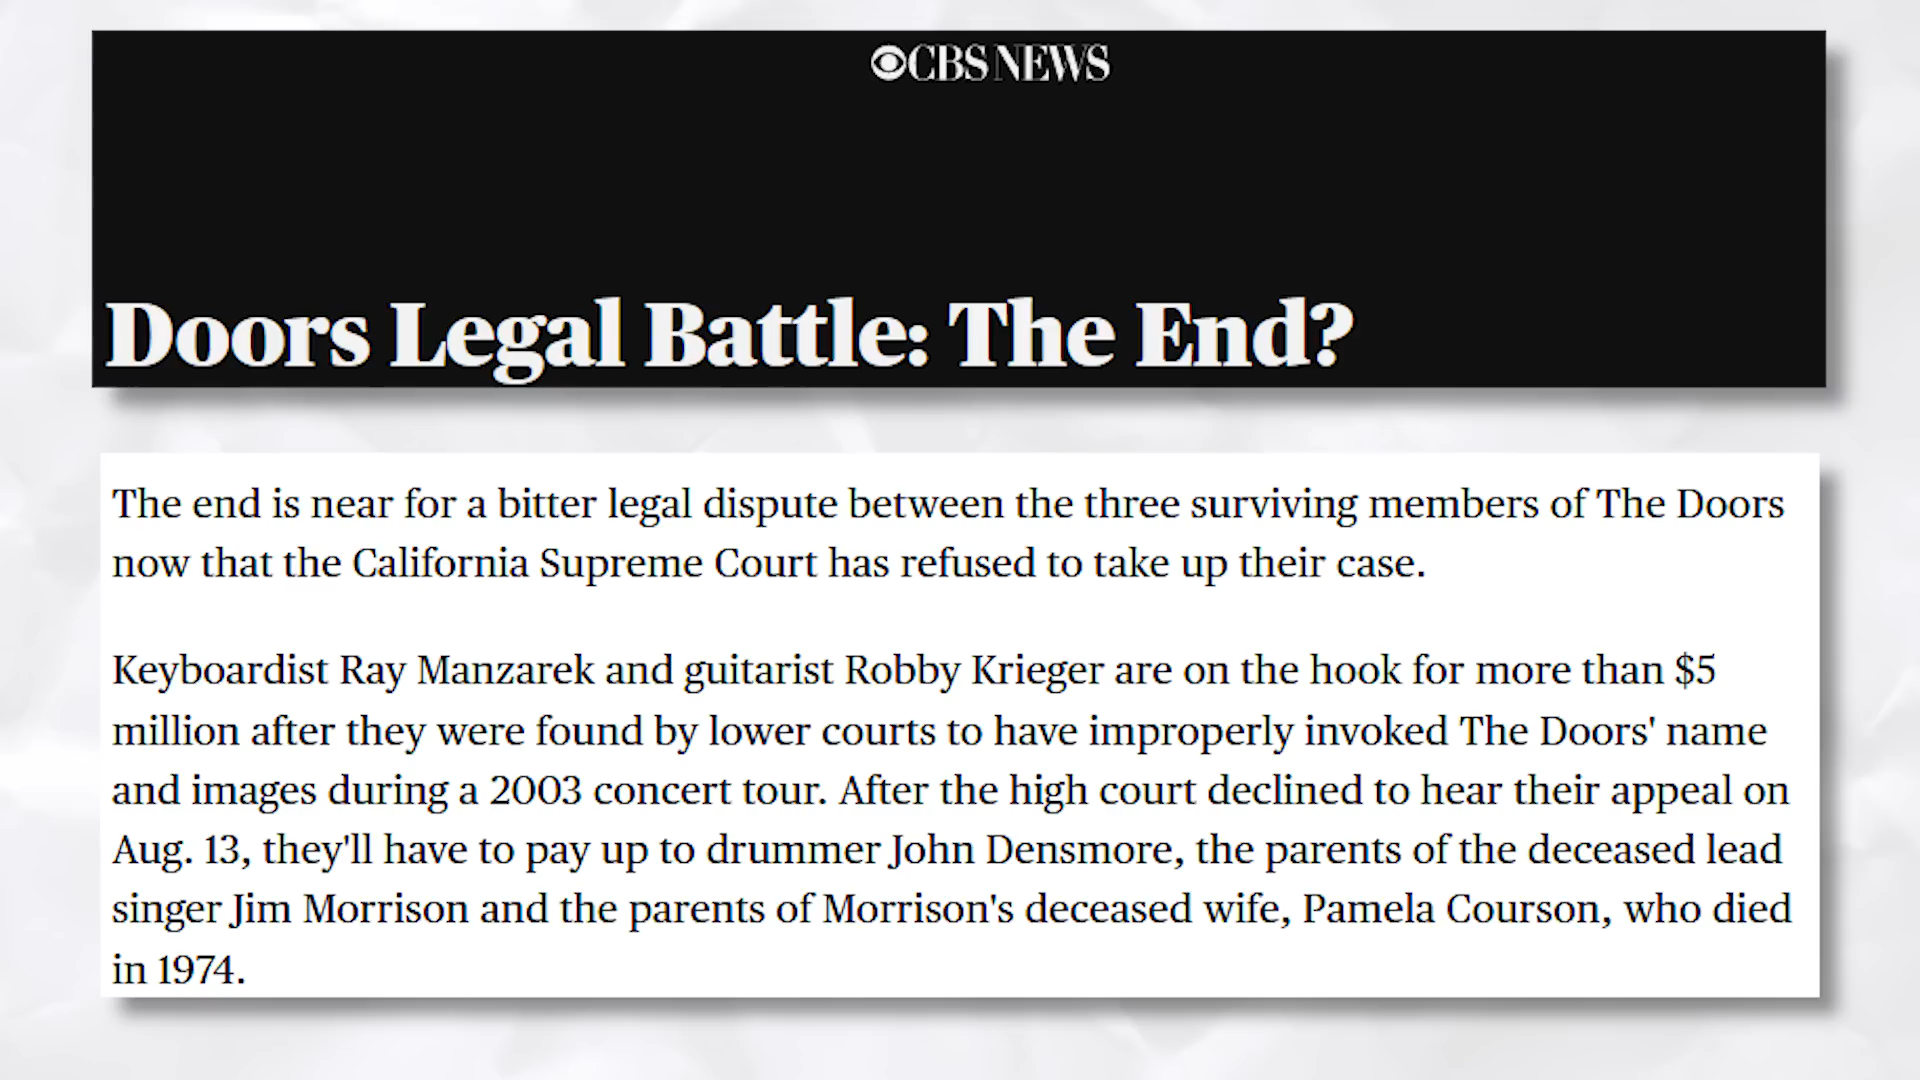 CBS NEWS
Doors Legal Battle: The End?
The end is near for a bitter legal dispute between the three surviving members of The Doors
now that the California Supreme Court has refused to take up their case.
Keyboardist Ray Manzarek and guitarist Robby Krieger are on the hook for more than $5
million after they were found by lower courts to have improperly invoked The Doors' name
and images during a 2003 concert tour. After the high court declined to hear their appeal on
Aug. 13, they'll have to pay up to drummer John Densmore, the parents of the deceased lead
singer Jim Morrison and the parents of Morrison's deceased wife, Pamela Courson, who died
in 1974.